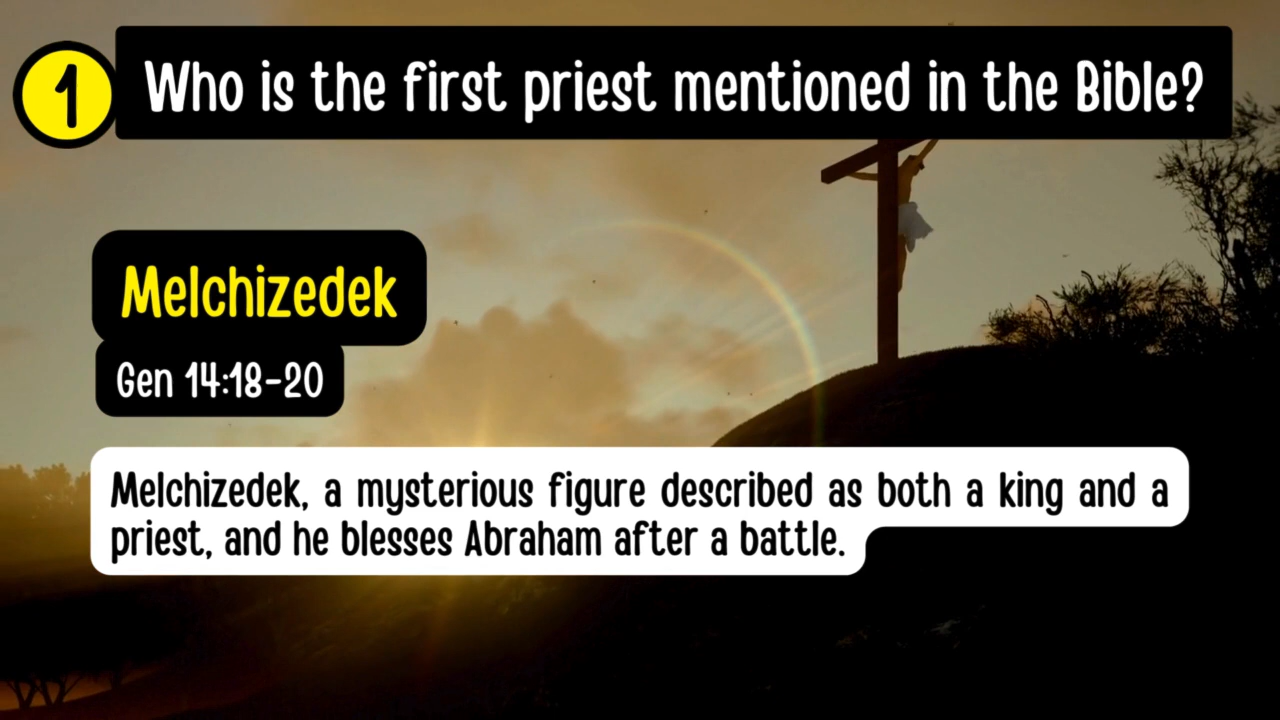 1
Who is the first priest mentioned in the Bible?
Melchizedek
Gen 14:18-20
Melchizedek, a mysterious figure described as both a king and a
priest, and he blesses Abraham after a battle.